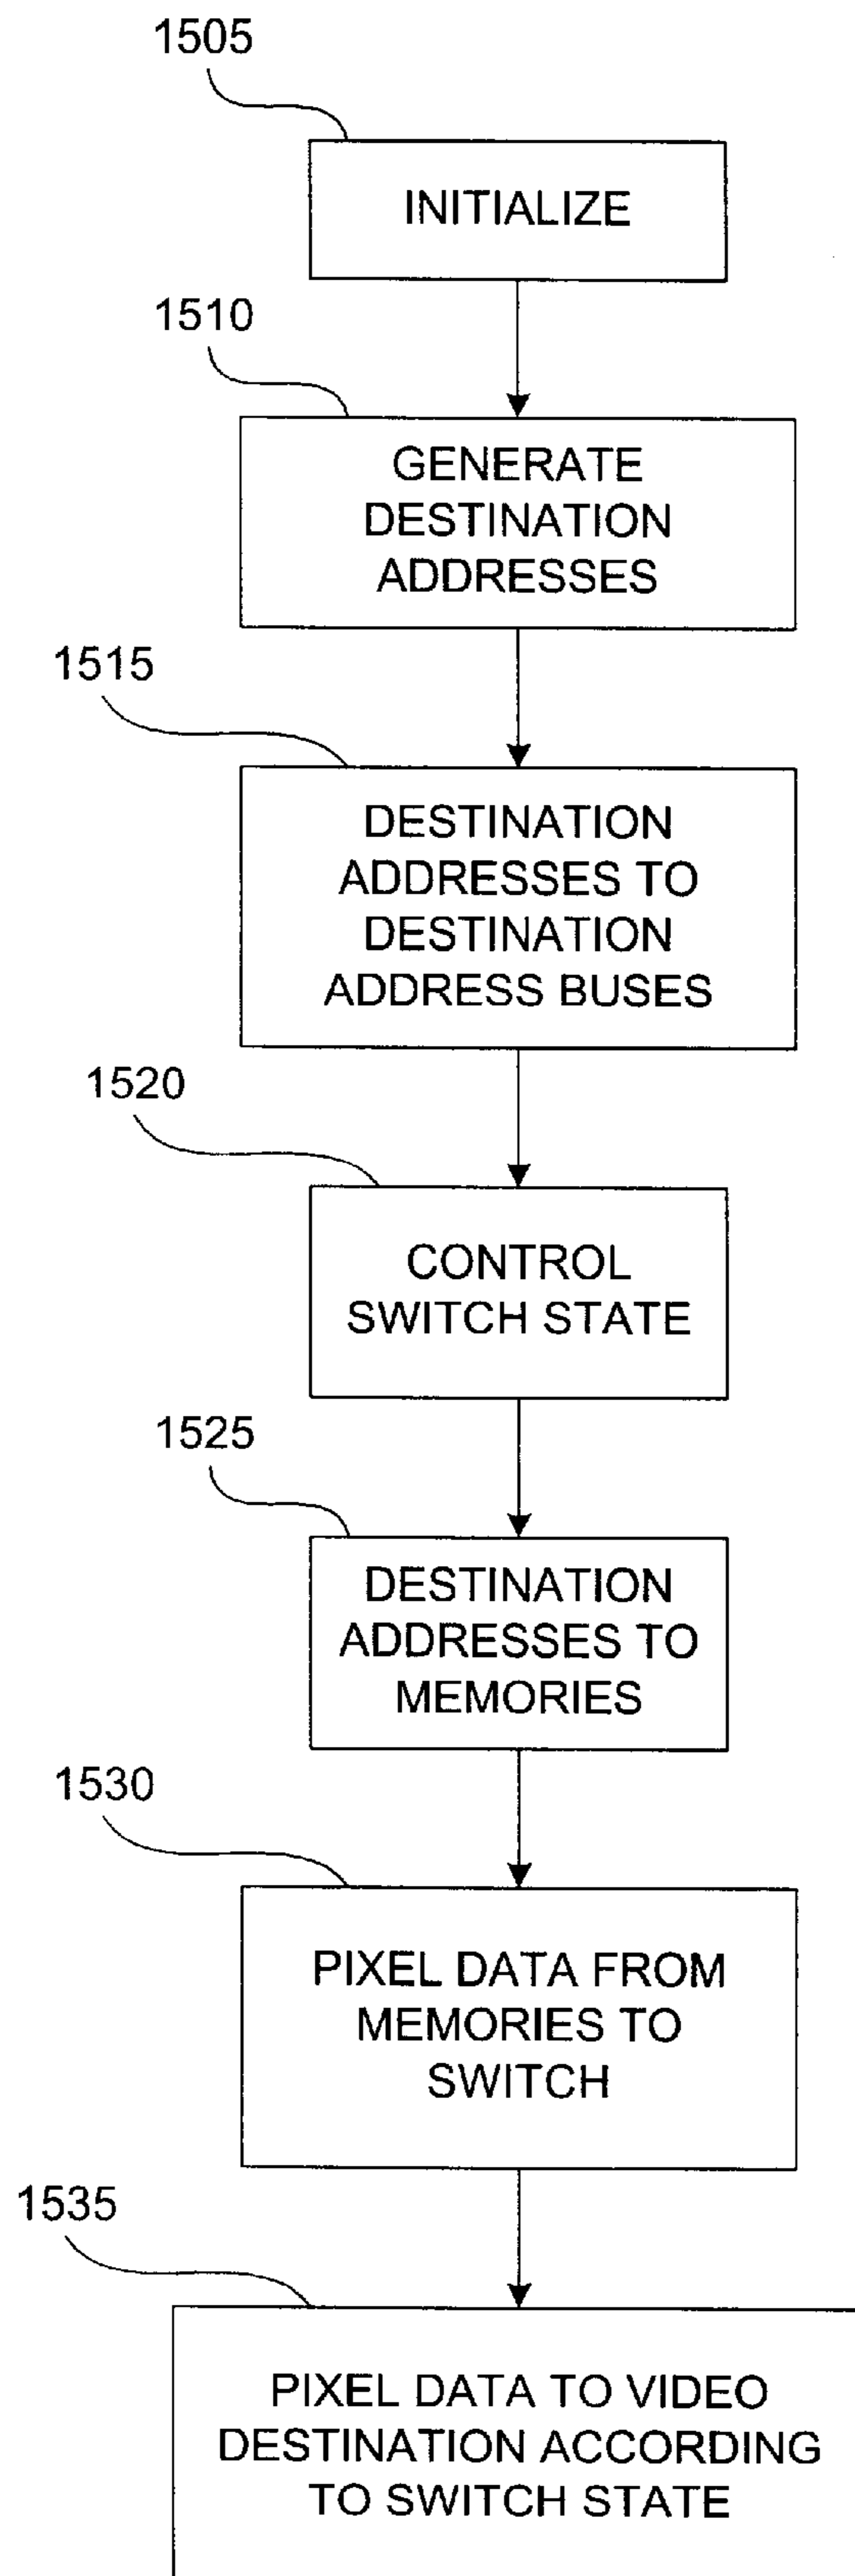 1505
INITIALIZE
1510
GENERATE
DESTINATION
ADDRESSES
1515
DESTINATION
ADDRESSES TO
DESTINATION
ADDRESS BUSES
1520
CONTROL
SWITCH STATE
1525
DESTINATION
ADDRESSES TO
MEMORIES
1530
PIXEL DATA FROM
MEMORIES TO
SWITCH
1535
PIXEL DATA TO VIDEO
DESTINATION ACCORDING
TO SWITCH STATE